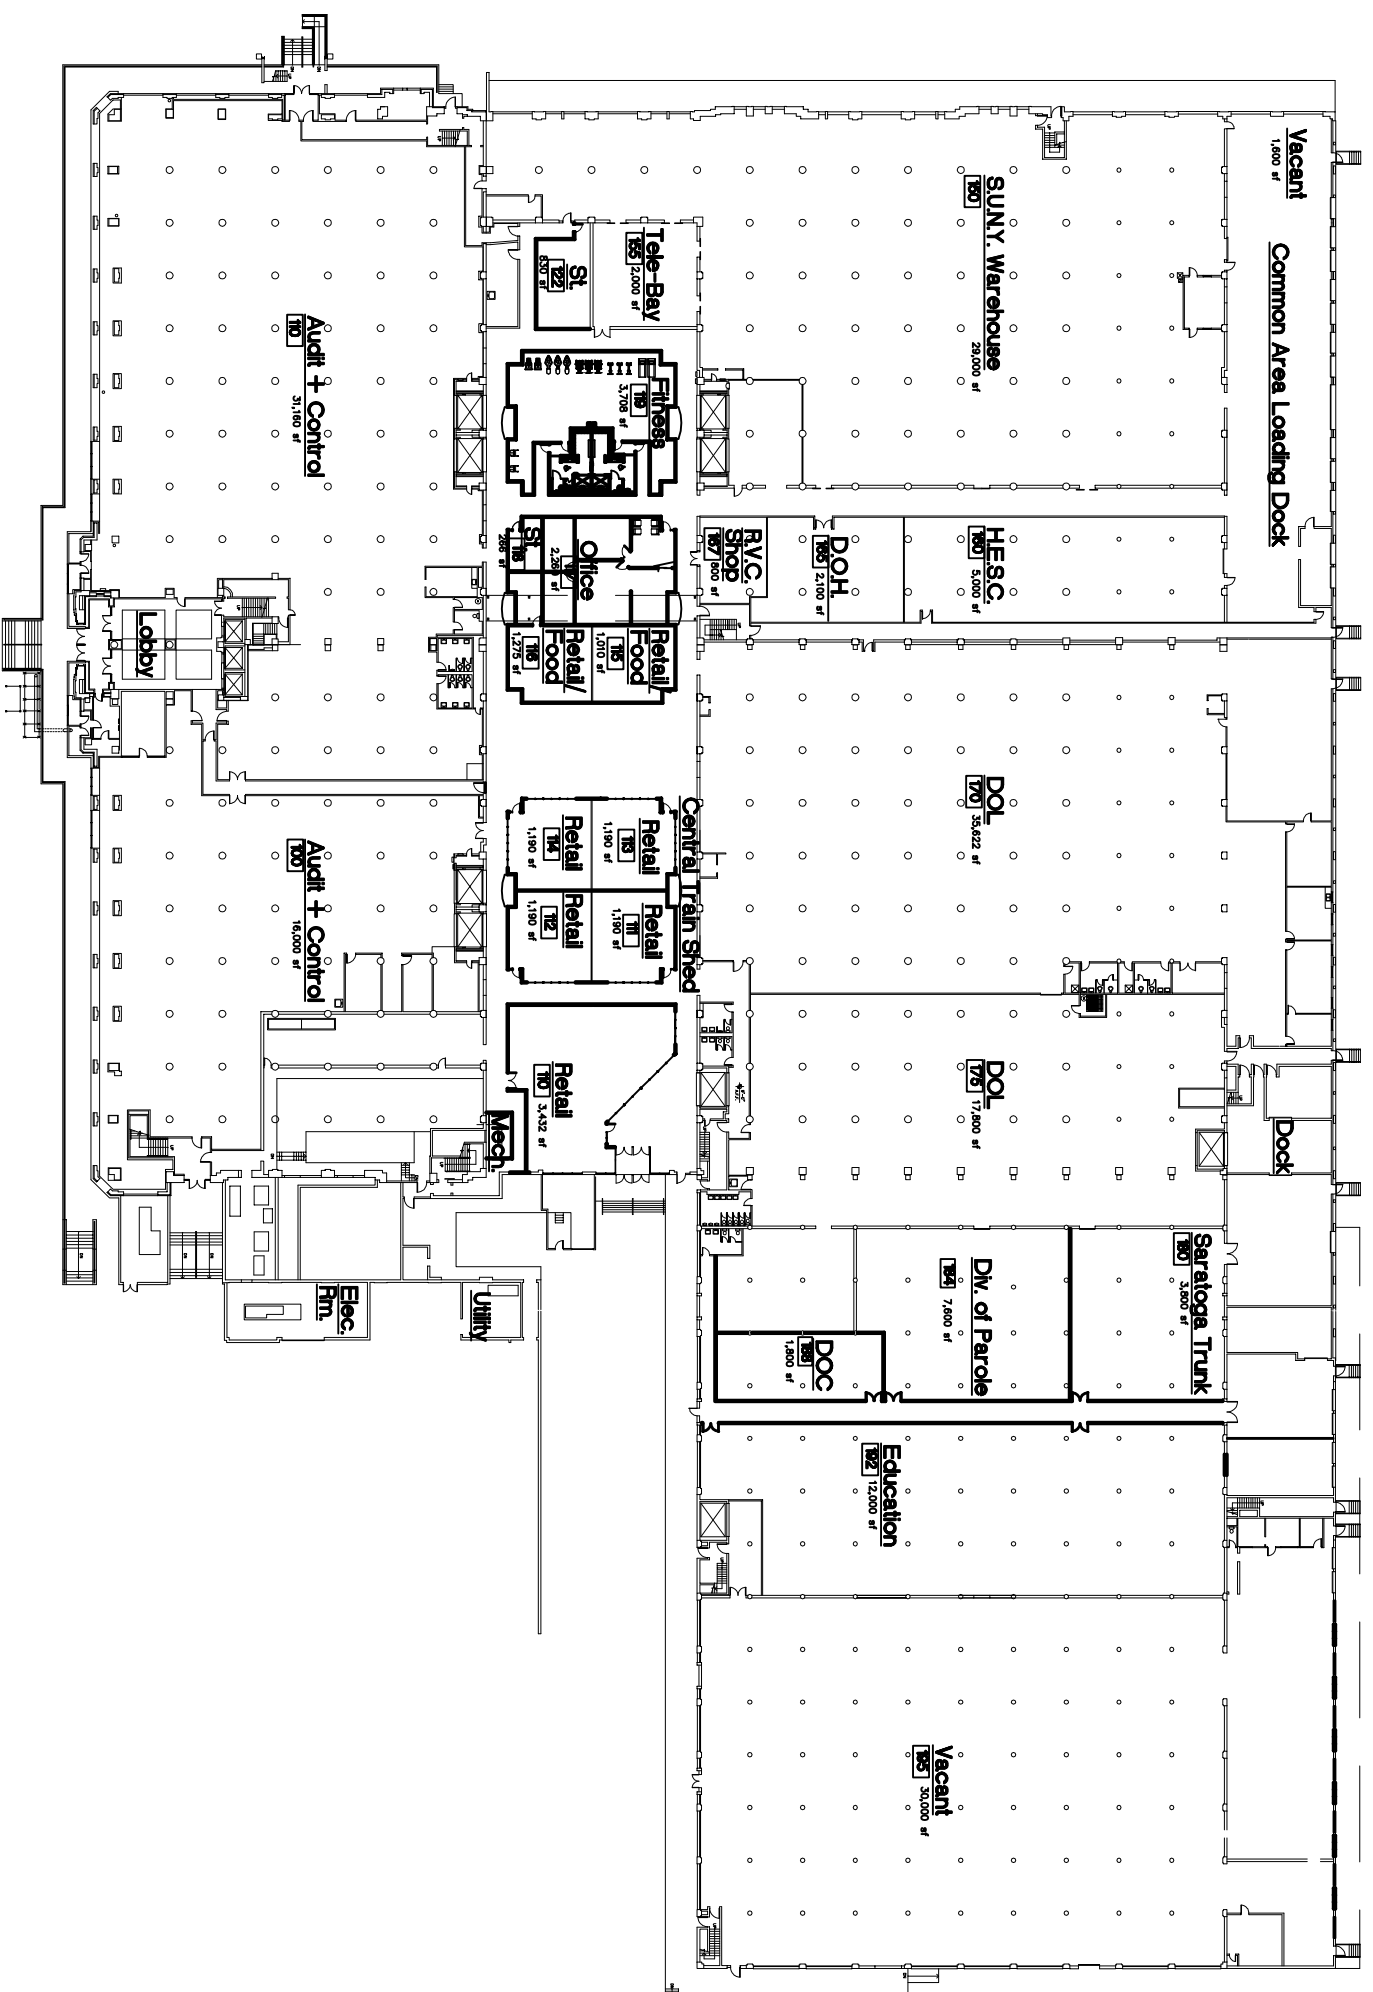 Vacant
1,600 sf
Common Area Loading Dock
S.U.N.Y. Warehouse
150
29,000 sf
Tele-Bay
155
2,000 sf
St.
122
830 sf
Audit + Control
110
31,160 sf
Fitness
119
3,708 sf
H.E.S.C.
5,000 sf
D.O.H.
2,100 sf
R.V.C.
Shop
167
800 sf
Office
St.
118
266 sf
Retail/
Food
115
1,010 sf
Retail/
Food
116
1,275 sf
Lobby
DOL
170
35,622 sf
Central Train Shed
Retail
113
1,190 sf
Retail
114
1,190 sf
Retail
111
1,190 sf
Retail
112
1,190 sf
Audit + Control
100
16,000 sf
DOL
175
17,800 sf
Dock
Retail
110
3,432 sf
Mech.
Saratoga Trunk
180
3,800 sf
Div. of Parole
184
7,600 sf
DOC
188
1,800 sf
Elec.
Rm.
Utility
Education
192
12,000 sf
Vacant
195
30,000 sf